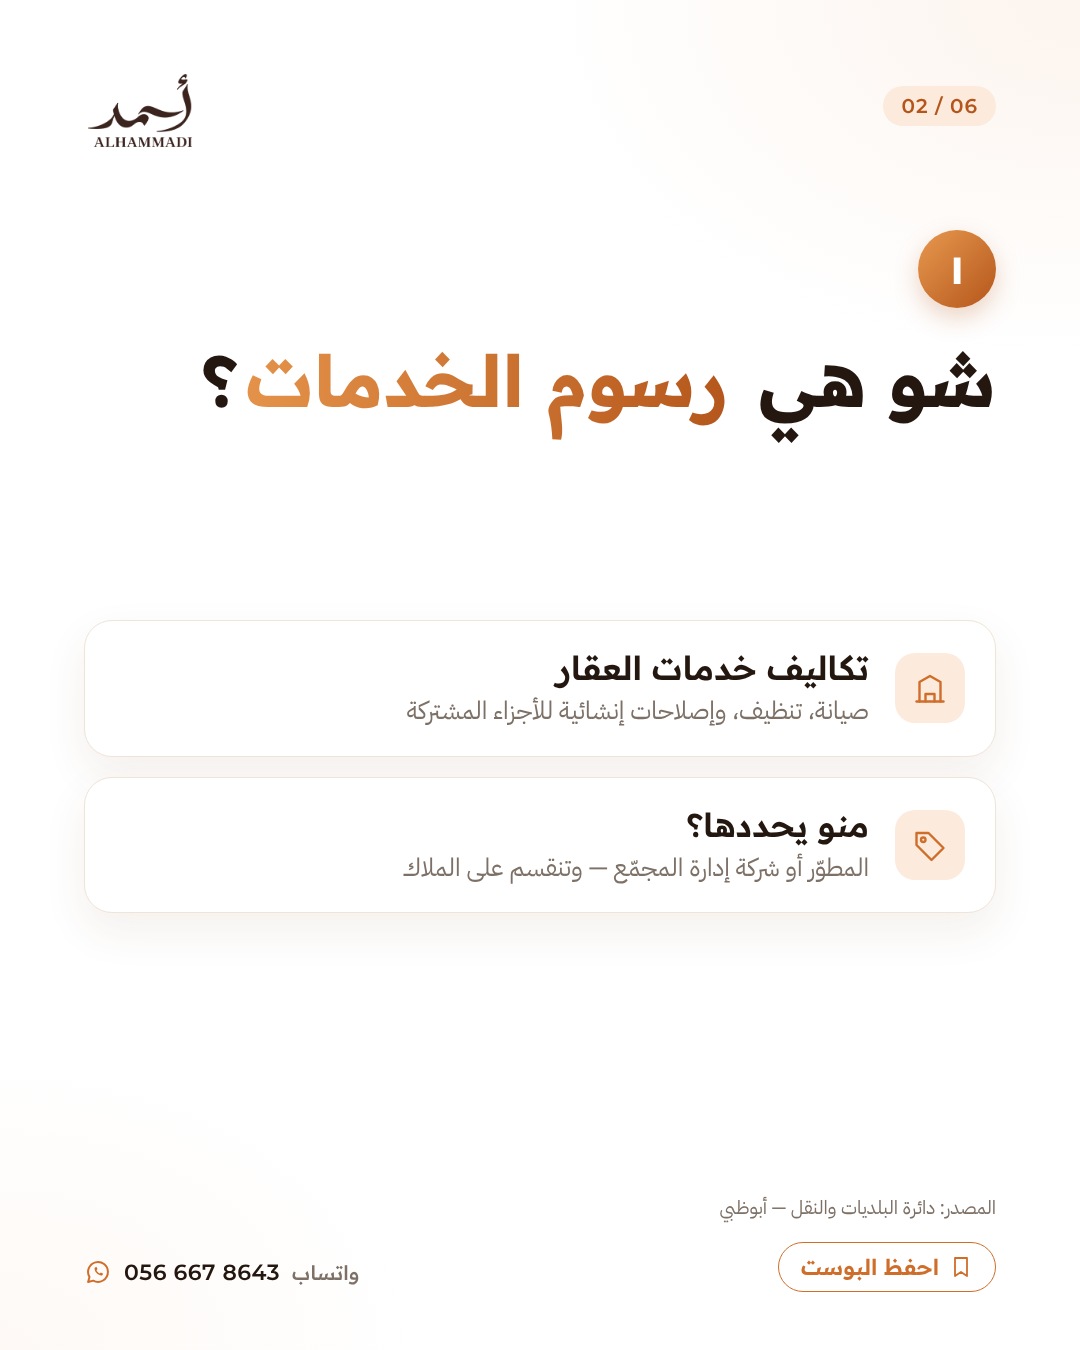 أحمد
ALHAMMADI
02 / 06
١
شو هي رسوم الخدمات؟
تكاليف خدمات العقار
صيانة، تنظيف، وإصلاحات إنشائية للأجزاء المشتركة
منو يحددها؟
المطوّر أو شركة إدارة المجمّع — وتنقسم على الملاك
المصدر: دائرة البلديات والنقل — أبوظبي
احفظ البوست
واتساب 056 667 8643